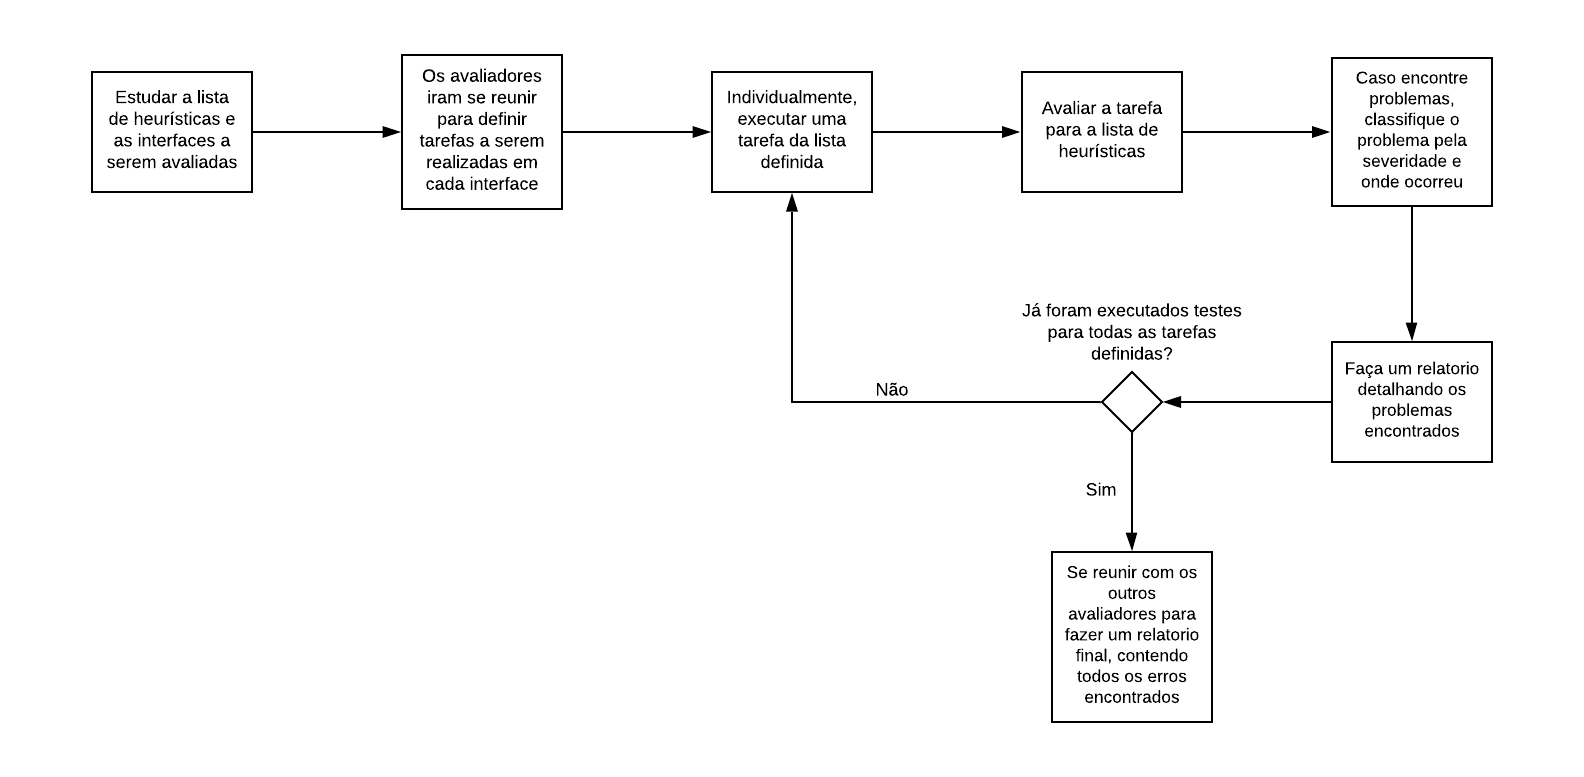 Estudar a lista
de heurísticas e
as interfaces a
serem avaliadas
Os avaliadores
iram se reunir
para definir
tarefas a serem
realizadas em
cada interface
Individualmente,
executar uma
tarefa da lista
definida
Avaliar a tarefa
para a lista de
heurísticas
Caso encontre
problemas,
classifique o
problema pela
severidade e
onde ocorreu
Faça um relatorio
detalhando os
problemas
encontrados
Já foram executados testes
para todas as tarefas
definidas?
Não
Sim
Se reunir com os
outros
avaliadores para
fazer um relatorio
final, contendo
todos os erros
encontrados